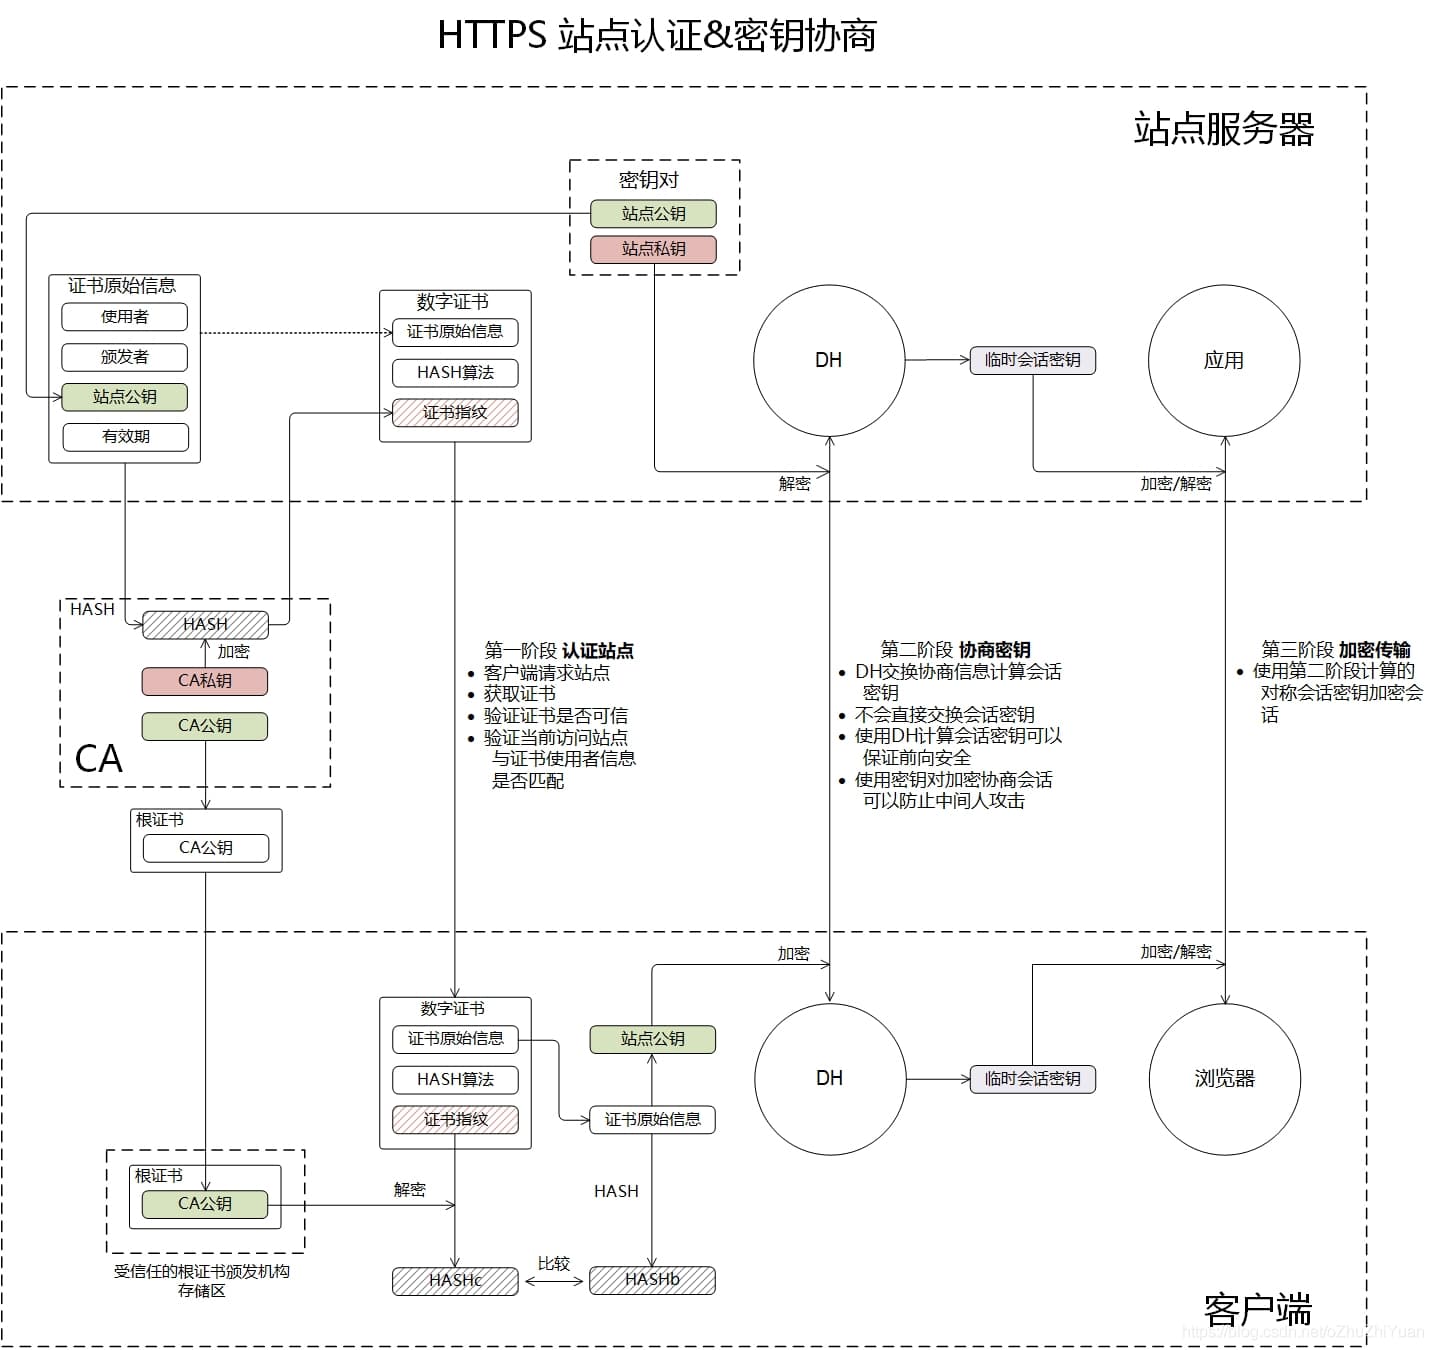 HTTPS 站点认证&密钥协商
站点服务器
密钥对
站点公钥
站点私钥
证书原始信息
使用者
颁发者
站点公钥
有效期
数字证书
证书原始信息
HASH算法
证书指纹
DH
临时会话密钥
应用
解密
加密/解密
HASH
HASH
加密
CA私钥
CA公钥
CA
根证书
CA公钥
第一阶段 认证站点
• 客户端请求站点
• 获取证书
• 验证证书是否可信
• 验证当前访问站点
与证书使用者信息
是否匹配
第二阶段 协商密钥
• DH交换协商信息计算会话
密钥
• 不会直接交换会话密钥
• 使用DH计算会话密钥可以
保证前向安全
• 使用密钥对加密协商会话
可以防止中间人攻击
第三阶段 加密传输
• 使用第二阶段计算的
对称会话密钥加密会
话
加密
加密/解密
数字证书
证书原始信息
HASH算法
证书指纹
站点公钥
证书原始信息
DH
临时会话密钥
浏览器
根证书
CA公钥
解密
HASH
受信任的根证书颁发机构
存储区
HASHc
比较
HASHb
客户端
https://blog.csdn.net/oZhuZhiYuan